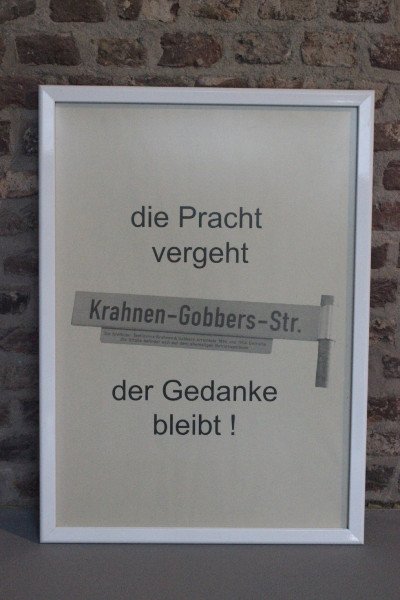 die Pracht
vergeht
Krahnen-Gobbers-Str.
der Gedanke
bleibt !